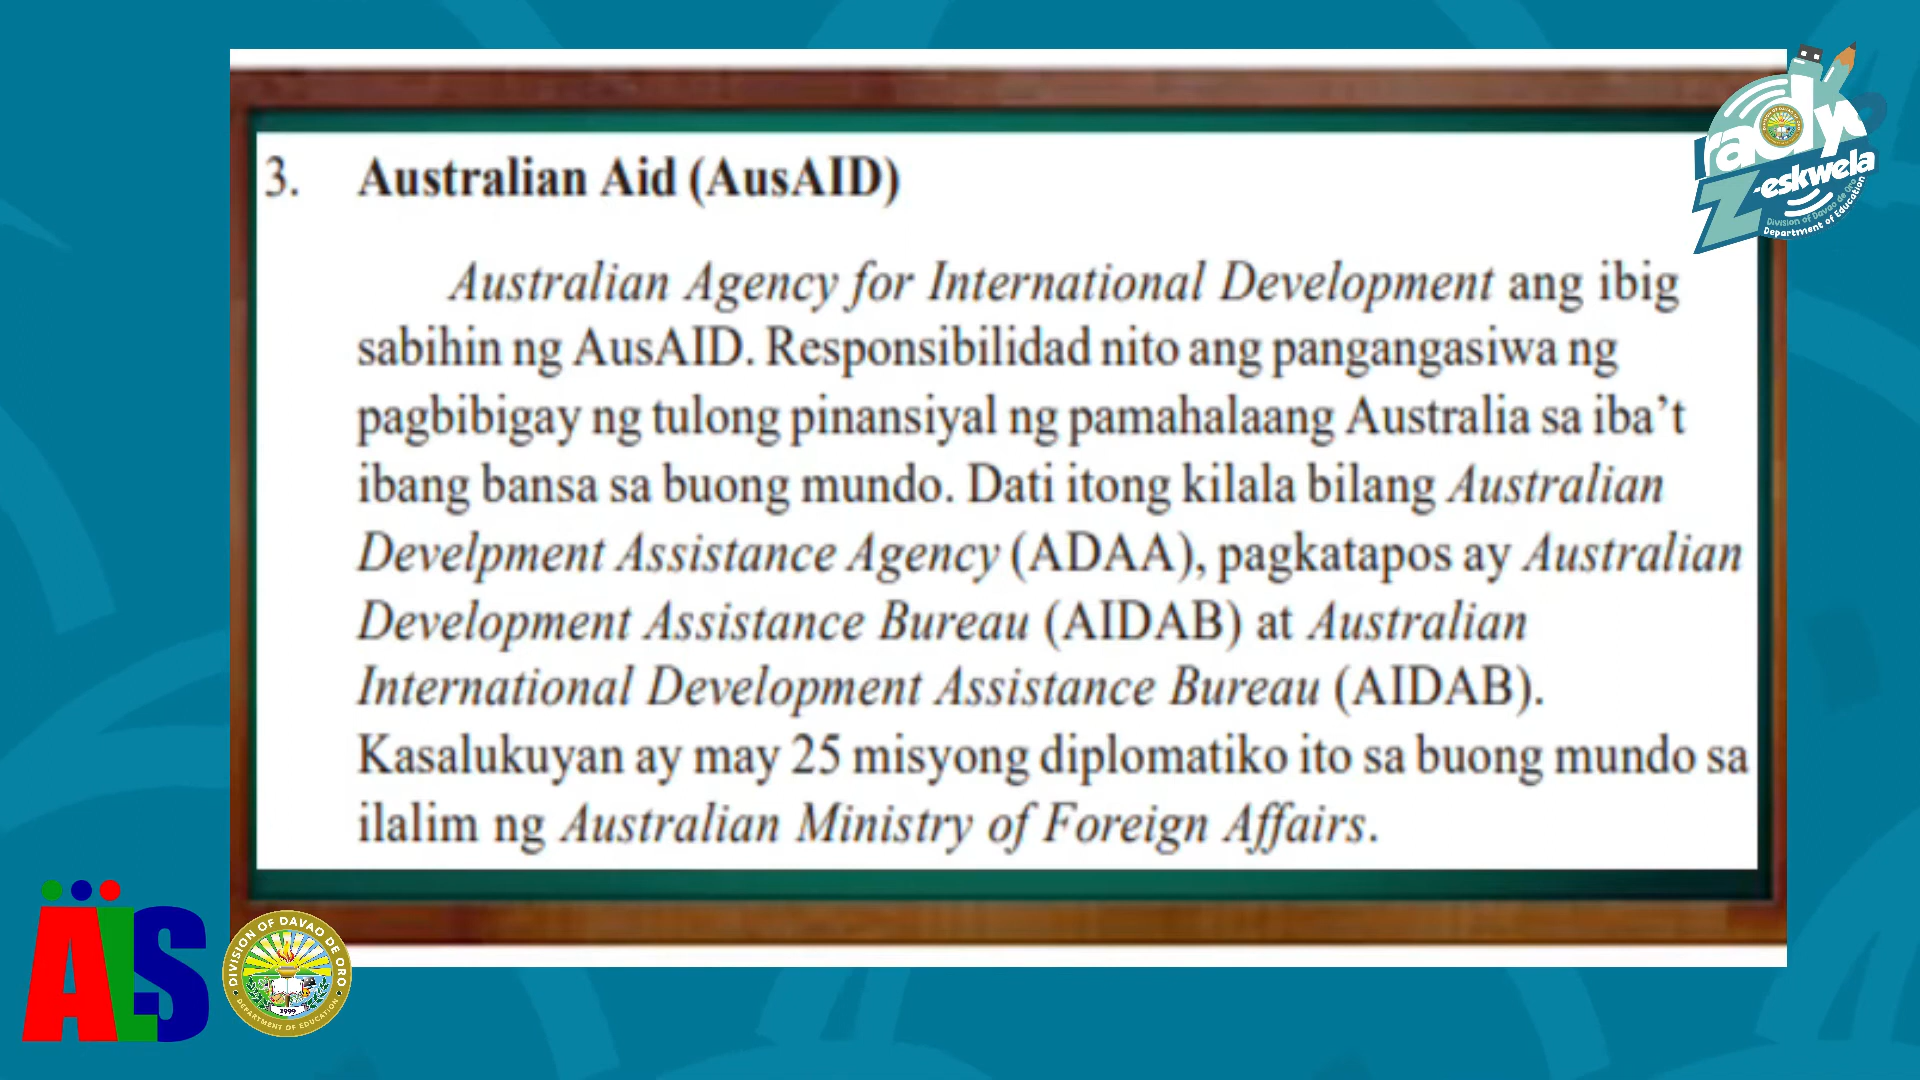 3. Australian Aid (AusAID)
Australian Agency for International Development ang ibig
sabihin ng AusAID. Responsibilidad nito ang pangangasiwa ng
pagbibigay ng tulong pinansiyal ng pamahalaang Australia sa iba’t
ibang bansa sa buong mundo. Dati itong kilala bilang Australian
Develpment Assistance Agency (ADAA), pagkatapos ay Australian
Development Assistance Bureau (AIDAB) at Australian
International Development Assistance Bureau (AIDAB).
Kasalukuyan ay may 25 misyong diplomatiko ito sa buong mundo sa
ilalim ng Australian Ministry of Foreign Affairs.
radyo
Z-eskwela
Division of Davao de Oro
Department of Education
ALS
DIVISION OF DAVAO DE ORO
1999
DEPARTMENT OF EDUCATION